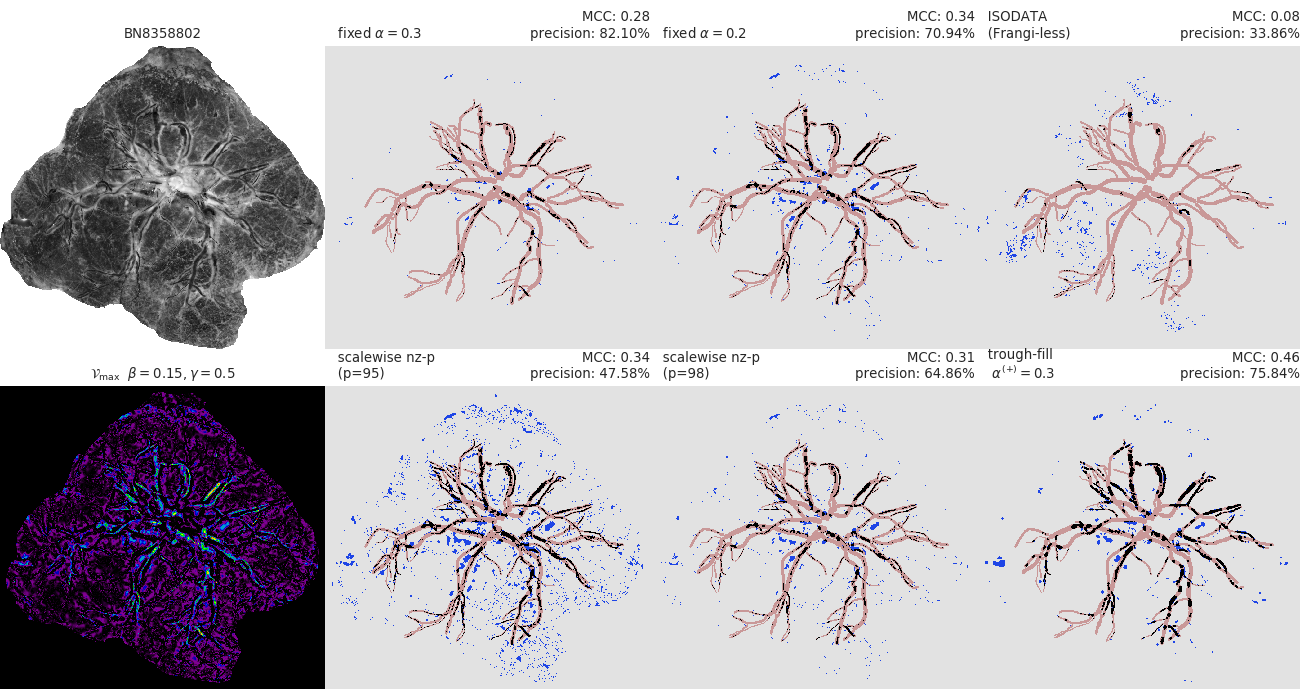 BN8358802
fixed α = 0.3
MCC: 0.28
precision: 82.10%
fixed α = 0.2
MCC: 0.34
precision: 70.94%
ISODATA
(Frangi-less)
MCC: 0.08
precision: 33.86%
𝒱max β = 0.15, γ = 0.5
scalewise nz-p
(p=95)
MCC: 0.34
precision: 47.58%
scalewise nz-p
(p=98)
MCC: 0.31
precision: 64.86%
trough-fill
α(+) = 0.3
MCC: 0.46
precision: 75.84%